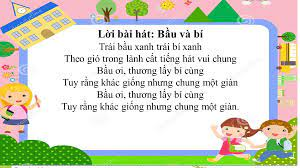 Lời bài hát: Bầu và bí
Trái bầu xanh trái bí xanh
Theo gió trong lành cất tiếng hát vui chung
Bầu ơi, thương lấy bí cùng
Tuy rằng khác giống nhưng chung một giàn
Bầu ơi, thương lấy bí cùng
Tuy rằng khác giống nhưng chung một giàn.